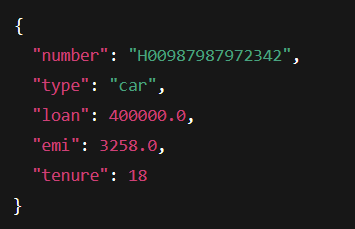 {
  "number": "H00987987972342",
  "type": "car",
  "loan": 400000.0,
  "emi": 3258.0,
  "tenure": 18
}